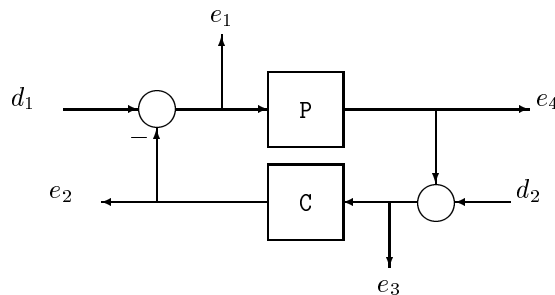 e₁
d₁ P e₄
−
e₂ C d₂
e₃